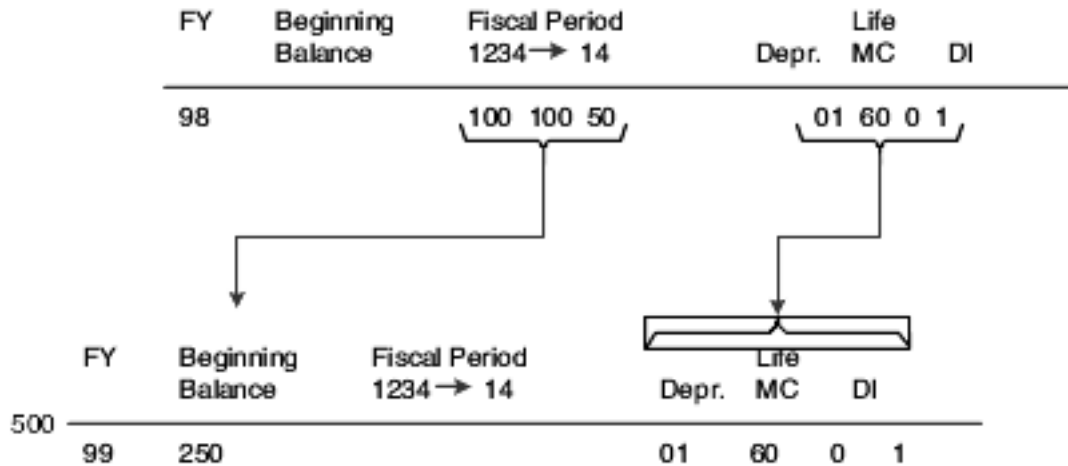 FY Beginning Fiscal Period Life
Balance 1234 → 14 Depr. MC DI
98 100 100 50 01 60 0 1
FY Beginning Fiscal Period Life
Balance 1234 → 14 Depr. MC DI
500
99 250 01 60 0 1